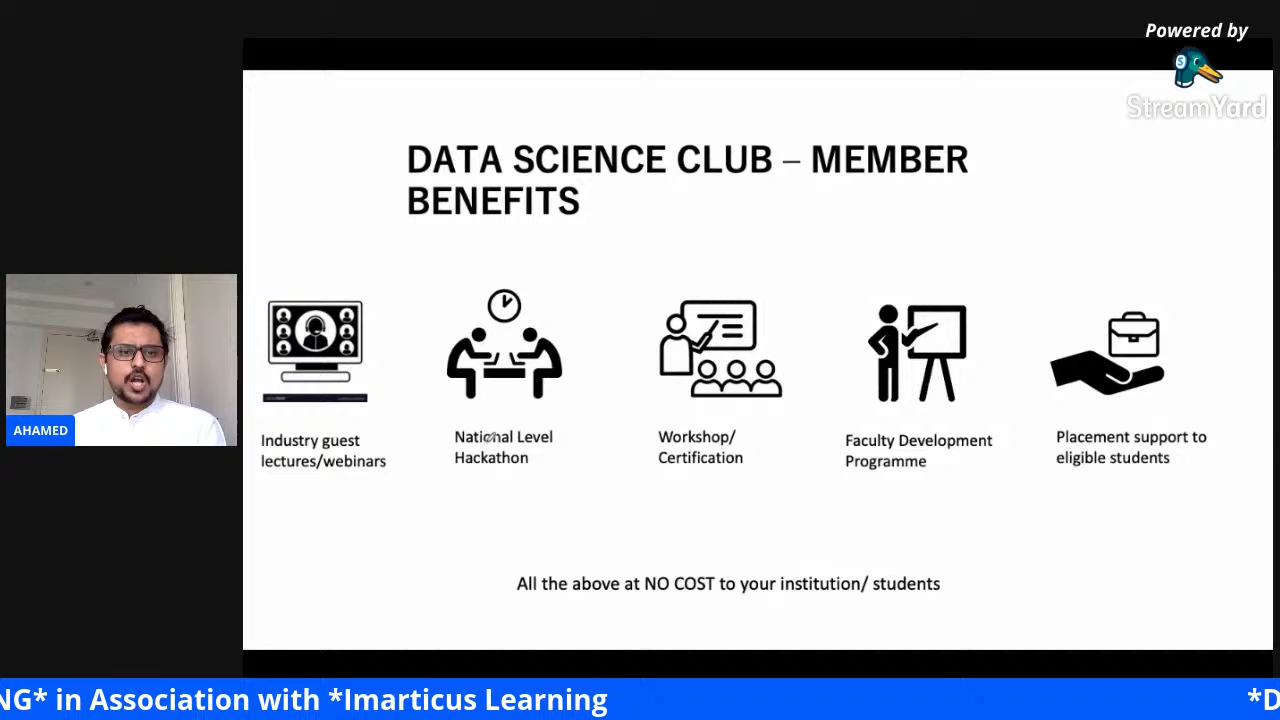 Powered by
StreamYard
DATA SCIENCE CLUB – MEMBER
BENEFITS
Industry guest
lectures/webinars
National Level
Hackathon
Workshop/
Certification
Faculty Development
Programme
Placement support to
eligible students
All the above at NO COST to your institution/ students
AHAMED
NG* in Association with *Imarticus Learning
*D